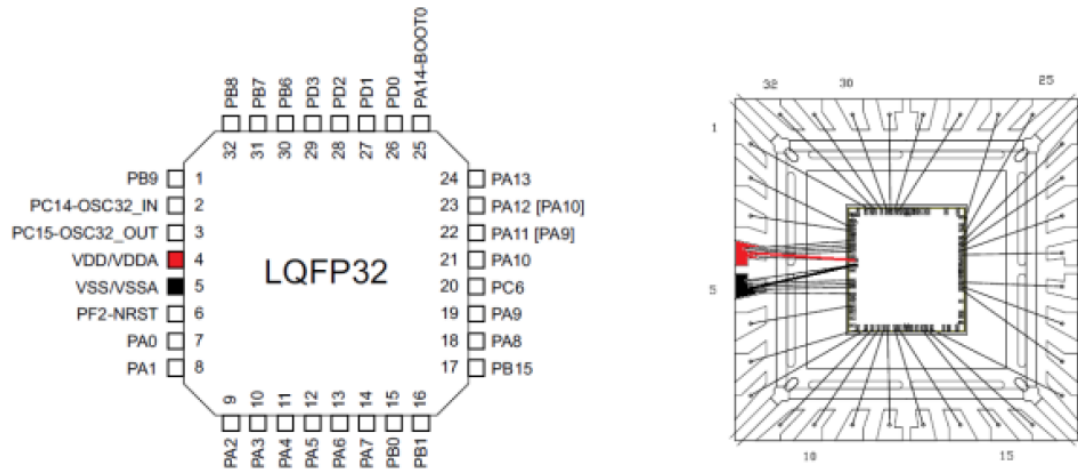 PB8
PB7
PB6
PD3
PD2
PD1
PD0
PA14-BOOT0
32
31
30
29
28
27
26
25
PB9 1
PC14-OSC32_IN 2
PC15-OSC32_OUT 3
VDD/VDDA 4
VSS/VSSA 5
PF2-NRST 6
PA0 7
PA1 8
LQFP32
24 PA13
23 PA12 [PA10]
22 PA11 [PA9]
21 PA10
20 PC6
19 PA9
18 PA8
17 PB15
9
10
11
12
13
14
15
16
PA2
PA3
PA4
PA5
PA6
PA7
PB0
PB1
32 30 25
1
5
10 15